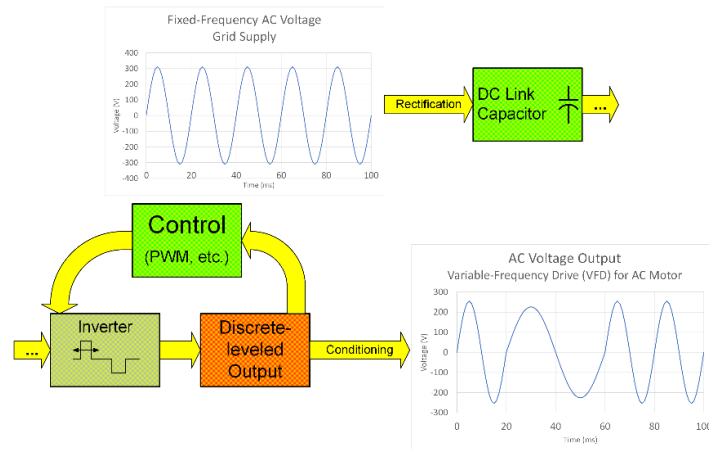 Fixed-Frequency AC Voltage
Grid Supply
400
300
200
100
0
-100
-200
-300
-400
Voltage (V)
0 20 40 60 80 100
Time (ms)
Rectification
DC Link
Capacitor
...
Control
(PWM, etc.)
...
Inverter
Discrete-
leveled
Output
Conditioning
AC Voltage Output
Variable-Frequency Drive (VFD) for AC Motor
300
200
100
0
-100
-200
-300
Voltage (V)
0 20 40 60 80 100
Time (ms)